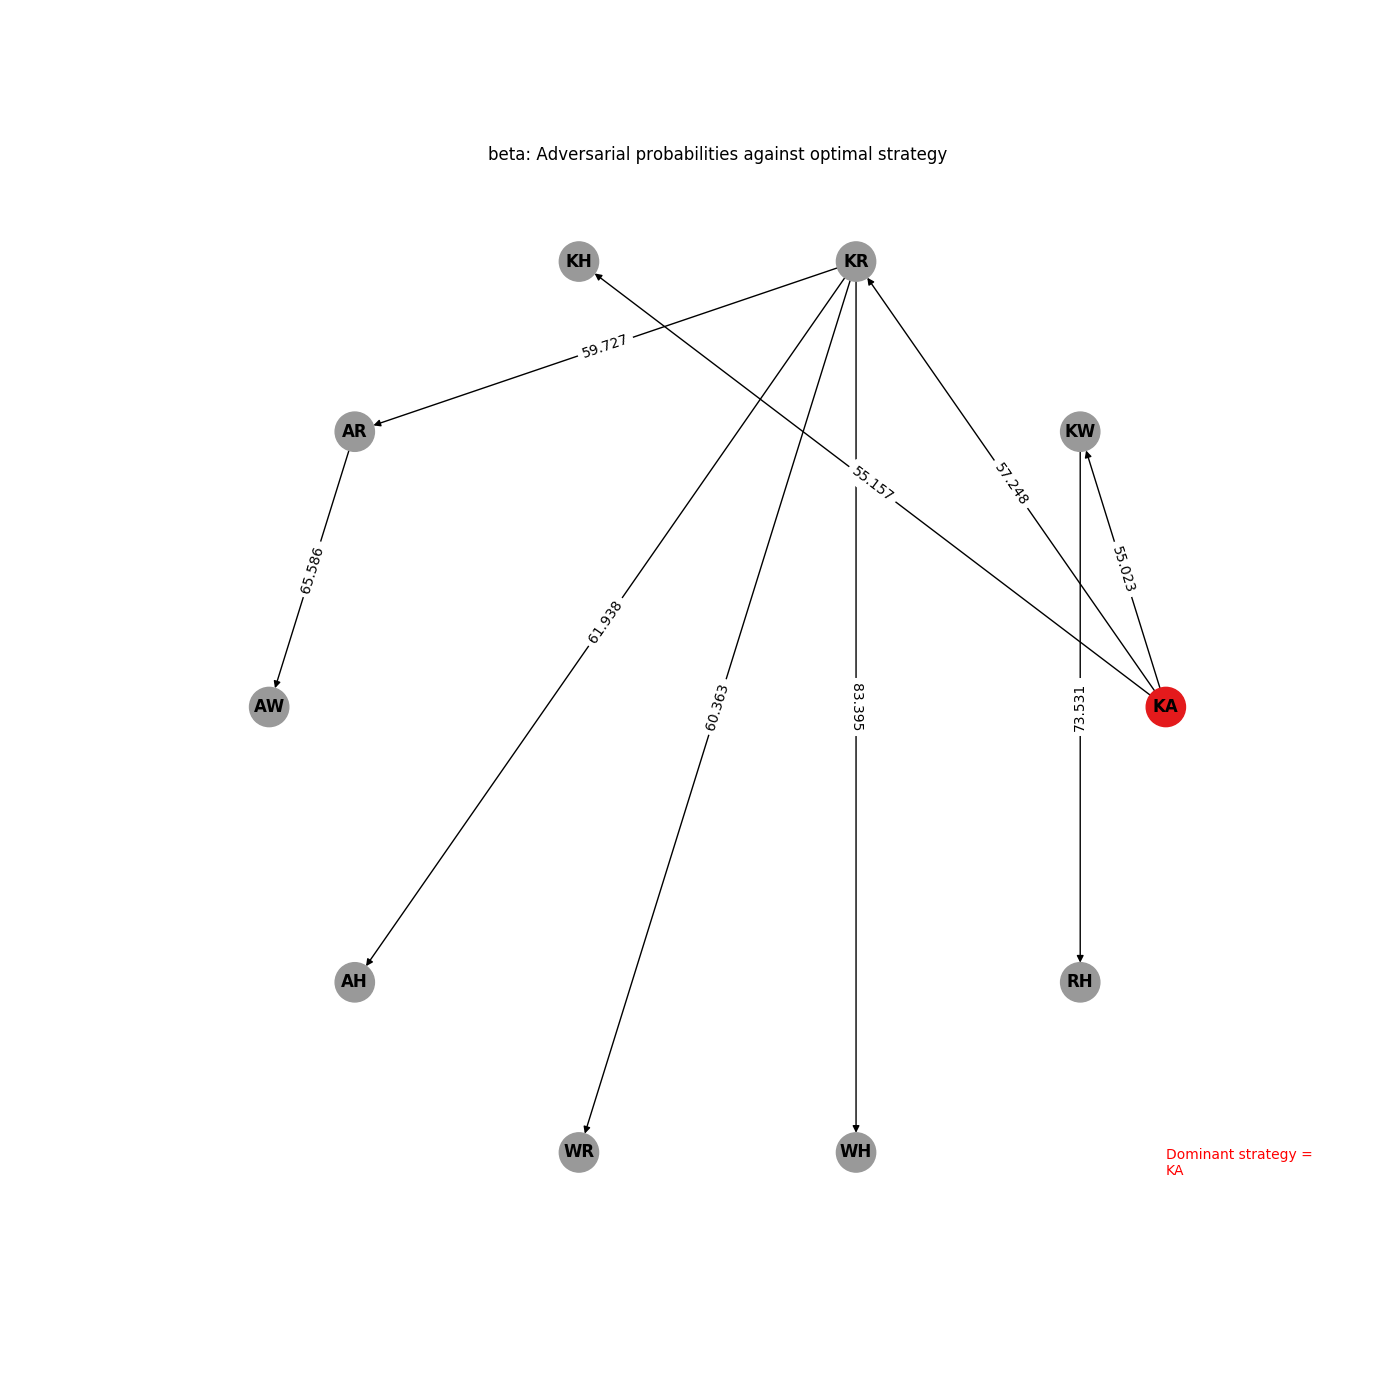 beta: Adversarial probabilities against optimal strategy
KH
KR
59.727
AR
KW
55.157
57.248
65.586
55.023
61.938
60.363
83.395
73.531
AW
KA
AH
RH
WR
WH
Dominant strategy =
KA